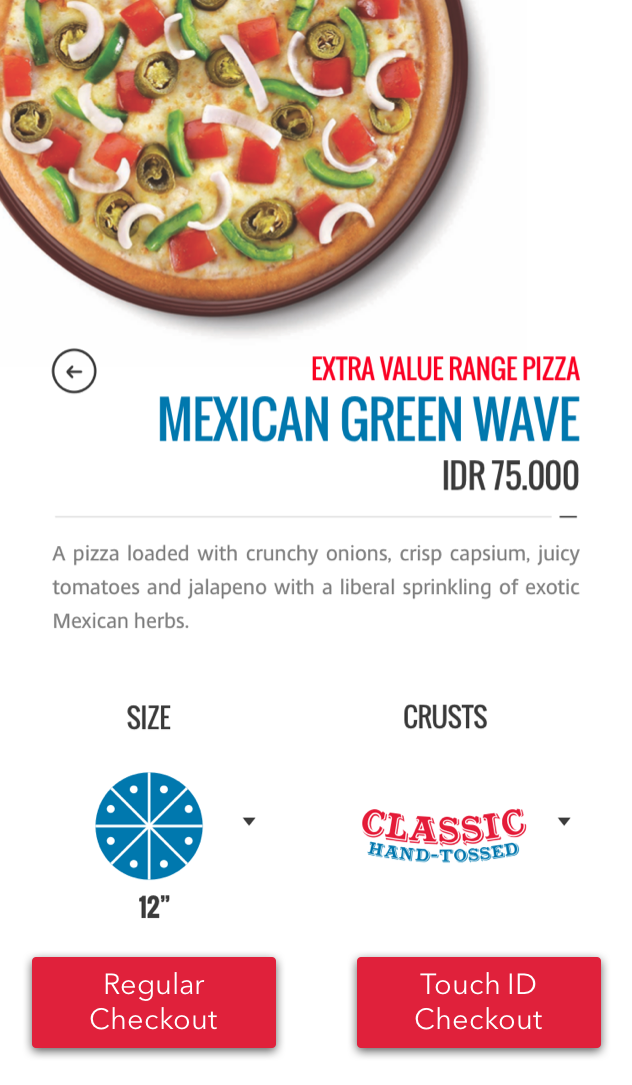 EXTRA VALUE RANGE PIZZA
MEXICAN GREEN WAVE
IDR 75.000
A pizza loaded with crunchy onions, crisp capsium, juicy
tomatoes and jalapeno with a liberal sprinkling of exotic
Mexican herbs.
SIZE
CRUSTS
CLASSIC
HAND-TOSSED
12”
Regular
Checkout
Touch ID
Checkout